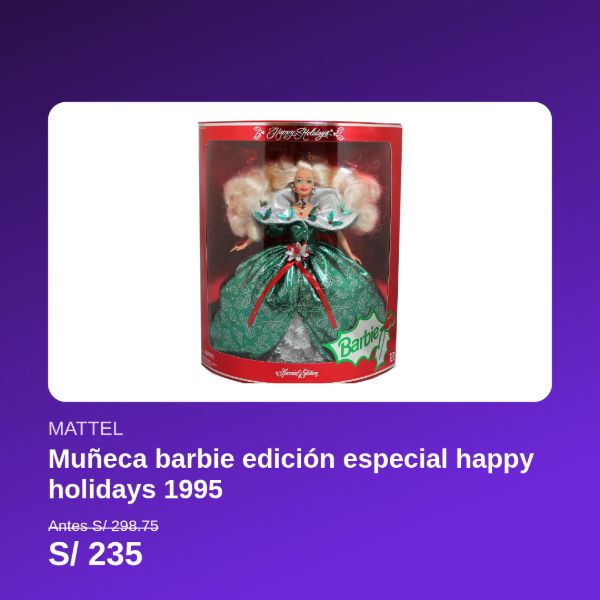 Happy Holidays
Barbie
Special Edition
MATTEL
Muñeca barbie edición especial happy
holidays 1995
Antes S/ 298.75
S/ 235